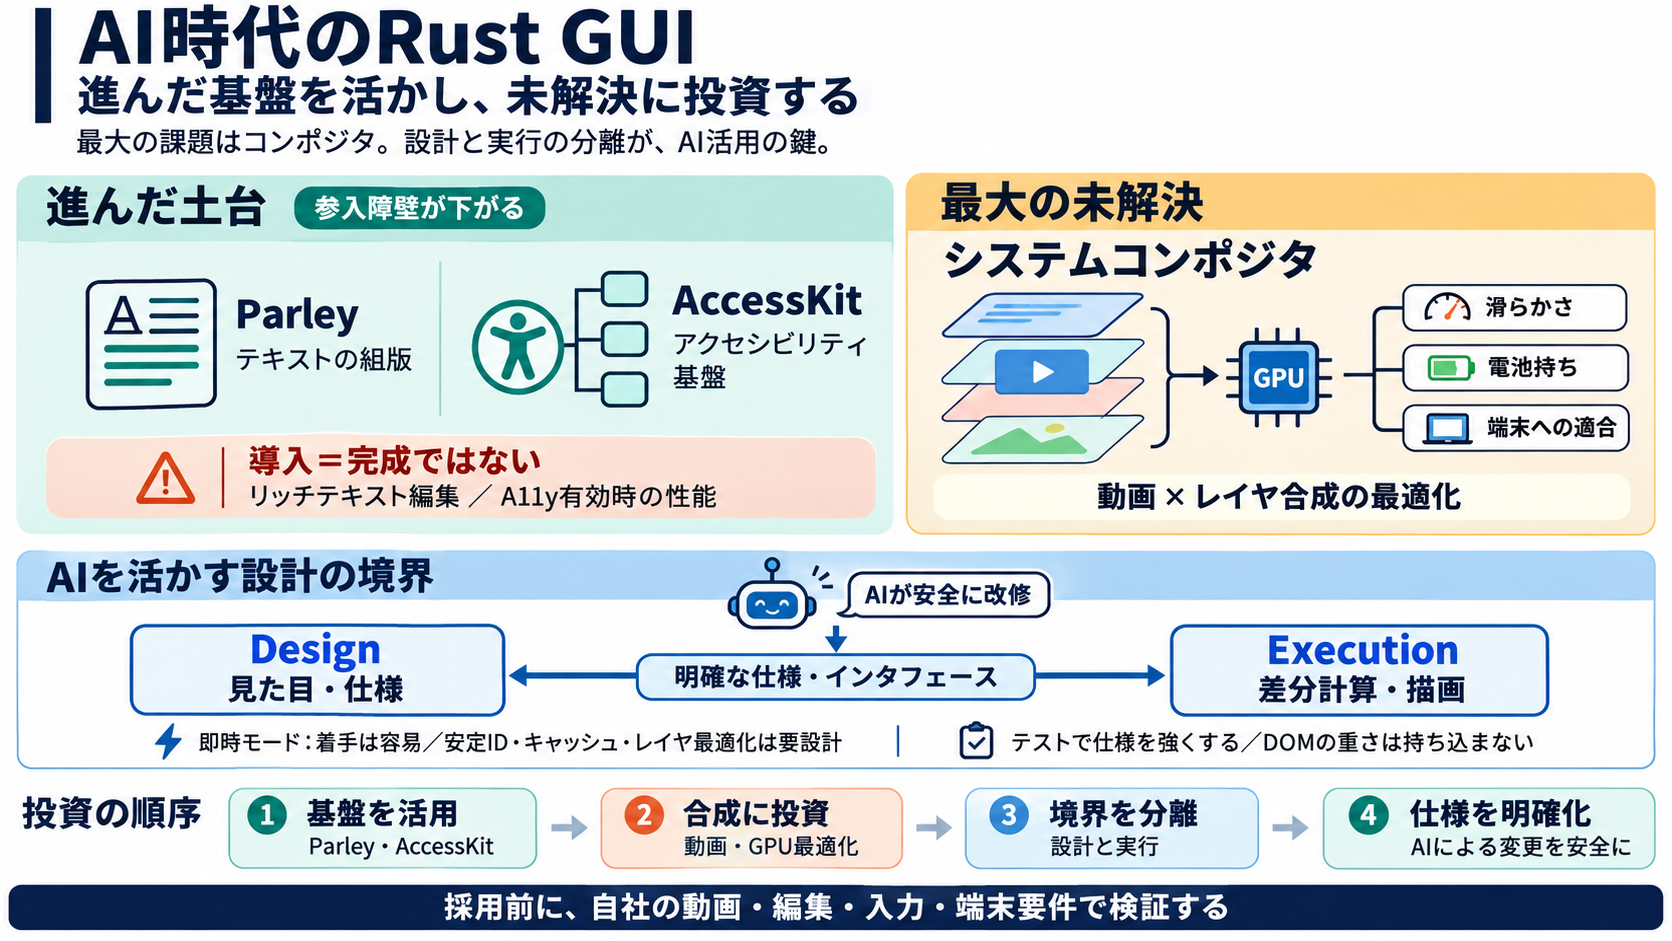 AI時代のRust GUI
進んだ基盤を活かし、未解決に投資する
最大の課題はコンポジタ。設計と実行の分離が、AI活用の鍵。
進んだ土台
参入障壁が下がる
A
Parley
テキストの組版
AccessKit
アクセシビリティ
基盤
導入＝完成ではない
リッチテキスト編集 ／ A11y有効時の性能
最大の未解決
システムコンポジタ
GPU
滑らかさ
電池持ち
端末への適合
動画 × レイヤ合成の最適化
AIを活かす設計の境界
AIが安全に改修
Design
見た目・仕様
明確な仕様・インタフェース
Execution
差分計算・描画
即時モード：着手は容易／安定ID・キャッシュ・レイヤ最適化は要設計
テストで仕様を強くする／DOMの重さは持ち込まない
投資の順序
1 基盤を活用
Parley・AccessKit
2 合成に投資
動画・GPU最適化
3 境界を分離
設計と実行
4 仕様を明確化
AIによる変更を安全に
採用前に、自社の動画・編集・入力・端末要件で検証する